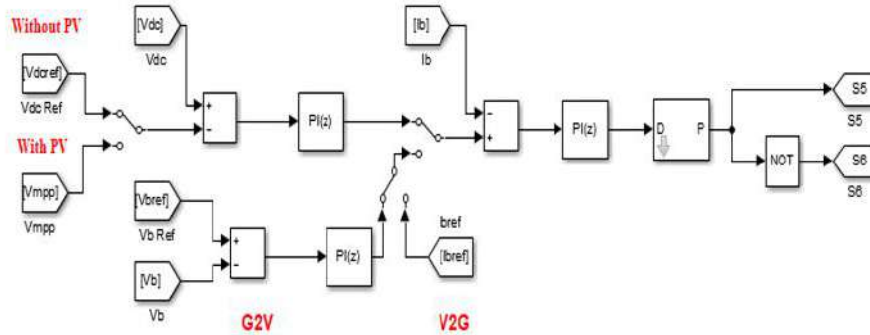 Without PV
[Vdcref]
Vdc Ref
With PV
[Vmpp]
Vmpp
[Vdc]
Vdc
+
−
PI(z)
[Ib]
Ib
−
+
PI(z)
D P
NOT
S5
S5
S6
S6
[Vbref]
Vb Ref
[Vb]
Vb
+
−
PI(z)
bref
[Ibref]
G2V
V2G